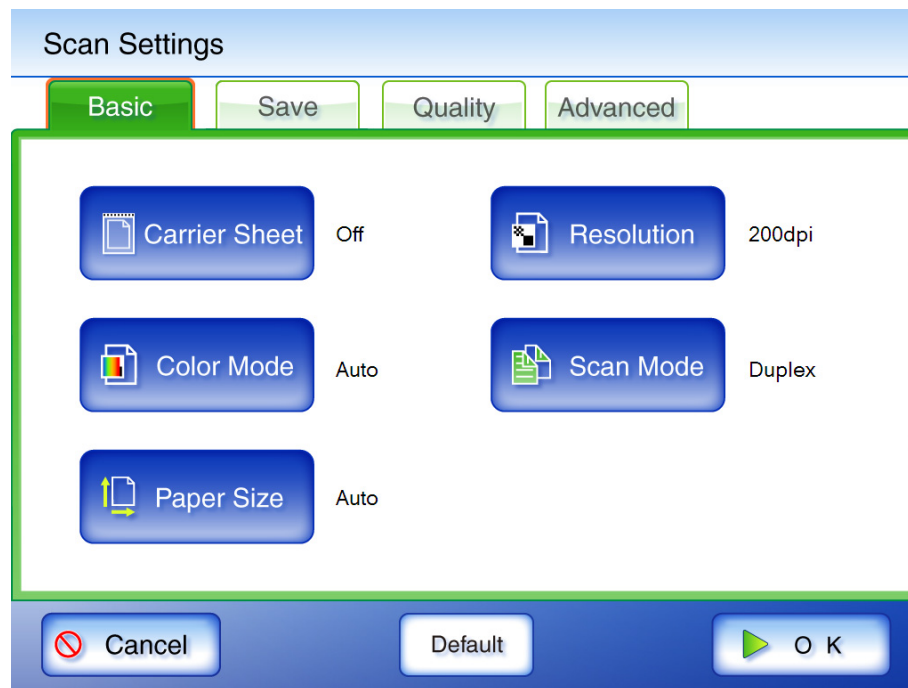 Scan Settings
Basic Save Quality Advanced
Carrier Sheet Off Resolution 200dpi
Color Mode Auto Scan Mode Duplex
Paper Size Auto
Cancel Default O K